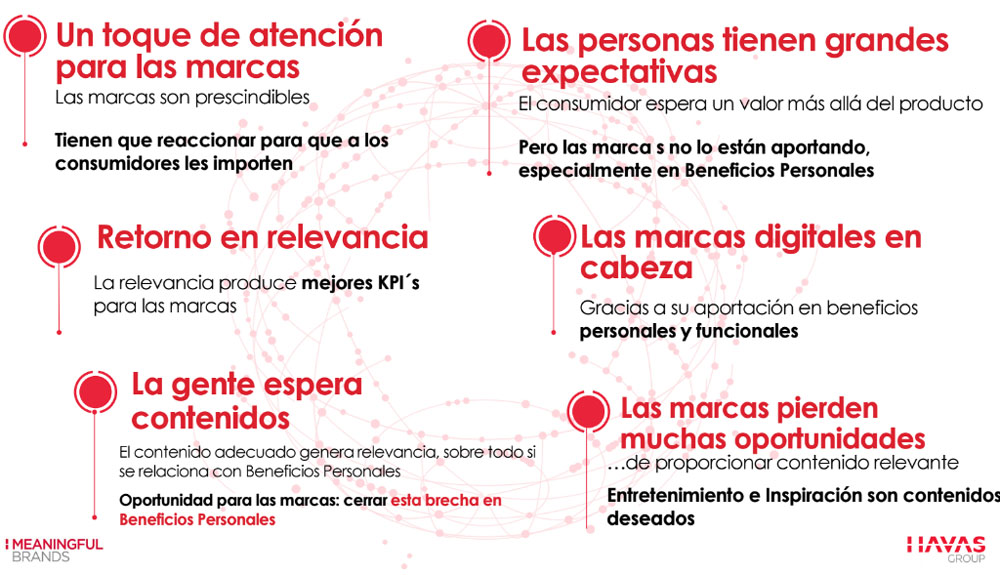 Un toque de atención
para las marcas
Las marcas son prescindibles
Tienen que reaccionar para que a los
consumidores les importen
Las personas tienen grandes
expectativas
El consumidor espera un valor más allá del producto
Pero las marca s no lo están aportando,
especialmente en Beneficios Personales
Retorno en relevancia
La relevancia produce mejores KPI´s
para las marcas
Las marcas digitales en
cabeza
Gracias a su aportación en beneficios
personales y funcionales
La gente espera
contenidos
El contenido adecuado genera relevancia, sobre todo si
se relaciona con Beneficios Personales
Oportunidad para las marcas: cerrar esta brecha en
Beneficios Personales
Las marcas pierden
muchas oportunidades
…de proporcionar contenido relevante
Entretenimiento e Inspiración son contenidos
deseados
MEANINGFUL
BRANDS
HAVAS
GROUP